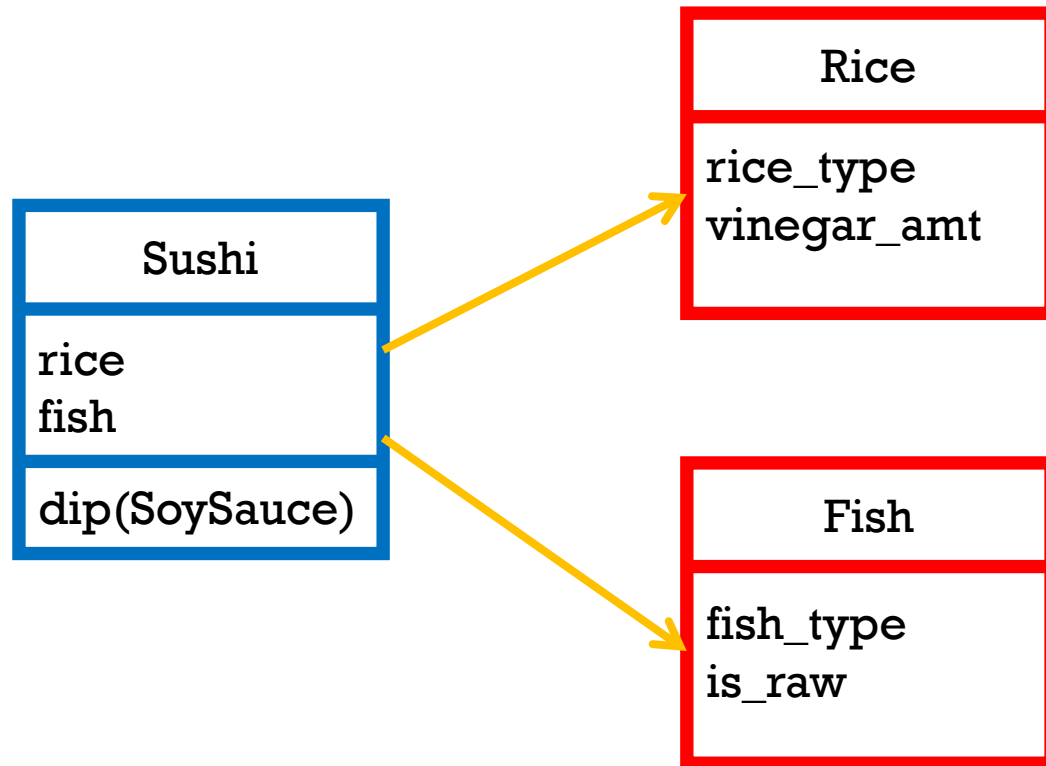 Sushi
rice
fish
dip(SoySauce)
Rice
rice_type
vinegar_amt
Fish
fish_type
is_raw